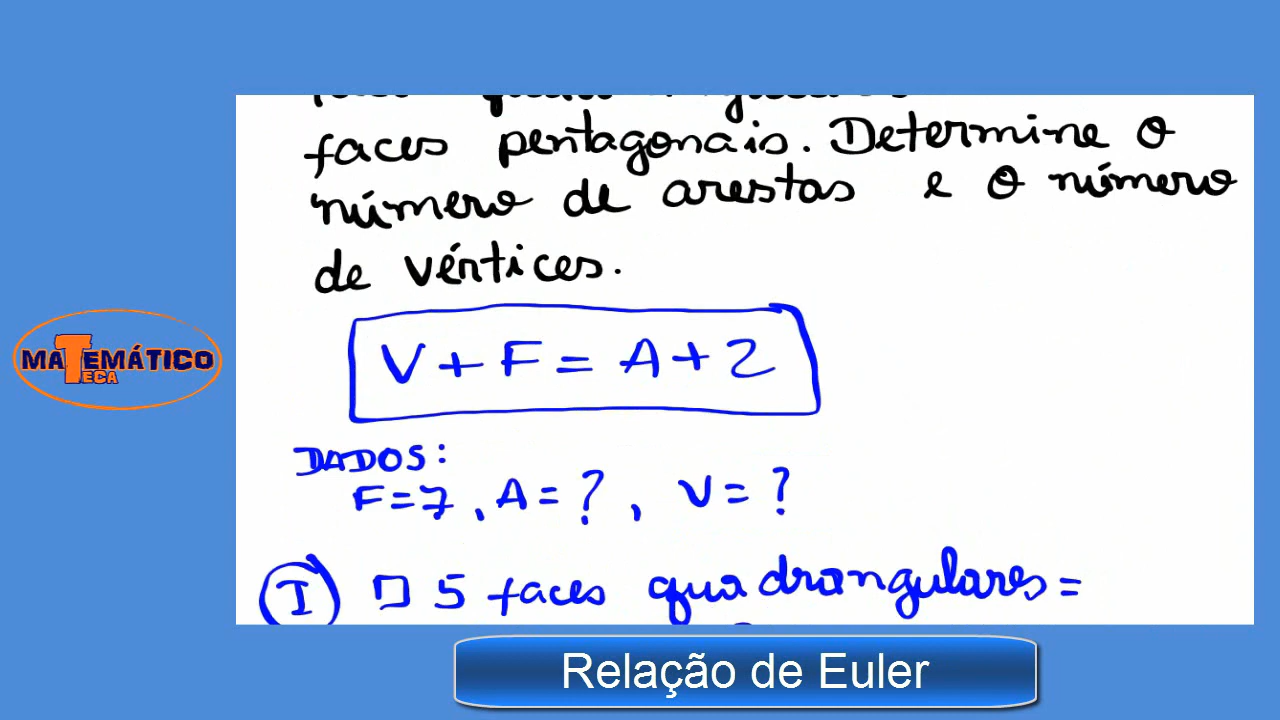 faces pentagonais. Determine o
número de arestas e o número
de vértices.
V + F = A + 2
DADOS:
F = 7, A = ?, V = ?
I 5 faces quadrangulares =
MATEMÁTICO
TECA
Relação de Euler